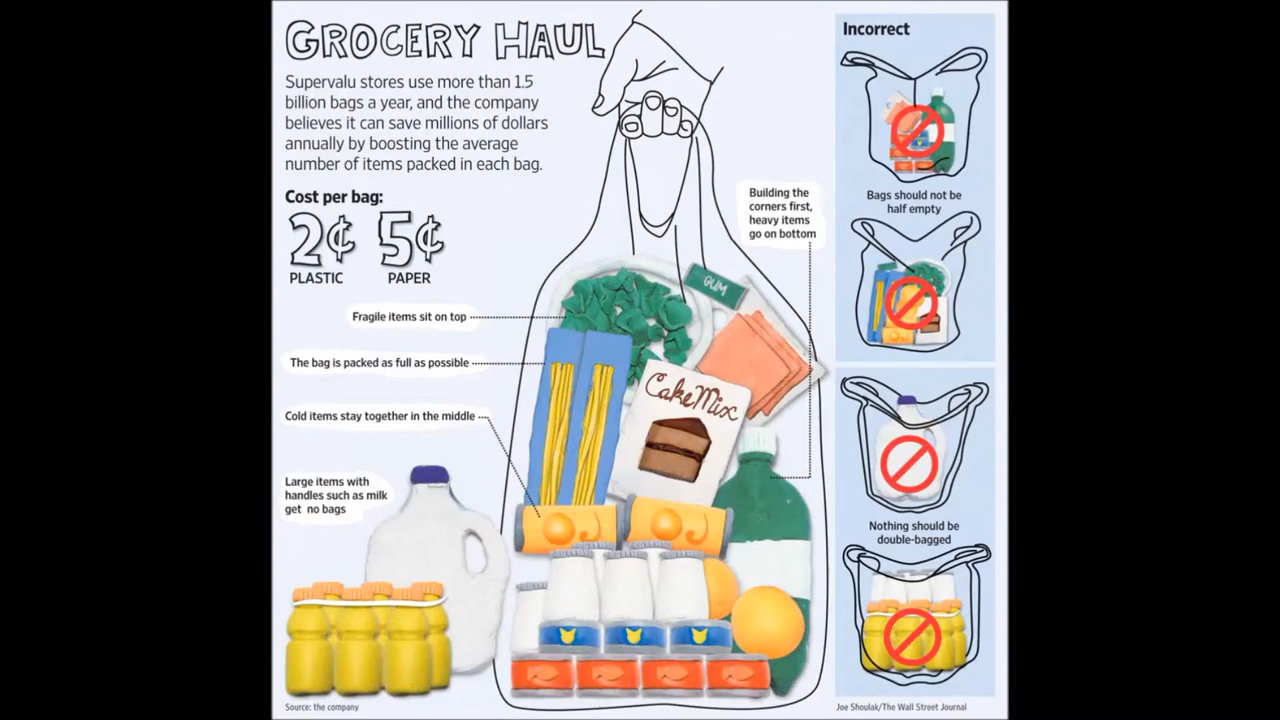 GROCERY HAUL
Supervalu stores use more than 1.5
billion bags a year, and the company
believes it can save millions of dollars
annually by boosting the average
number of items packed in each bag.
Cost per bag:
2¢ 5¢
PLASTIC PAPER
Building the
corners first,
heavy items
go on bottom
Fragile items sit on top
The bag is packed as full as possible
Cold items stay together in the middle
Large items with
handles such as milk
get no bags
GUM
Cake Mix
OJ
OJ
Source: the company
Incorrect
Bags should not be
half empty
Nothing should be
double-bagged
Joe Shoulak/The Wall Street Journal